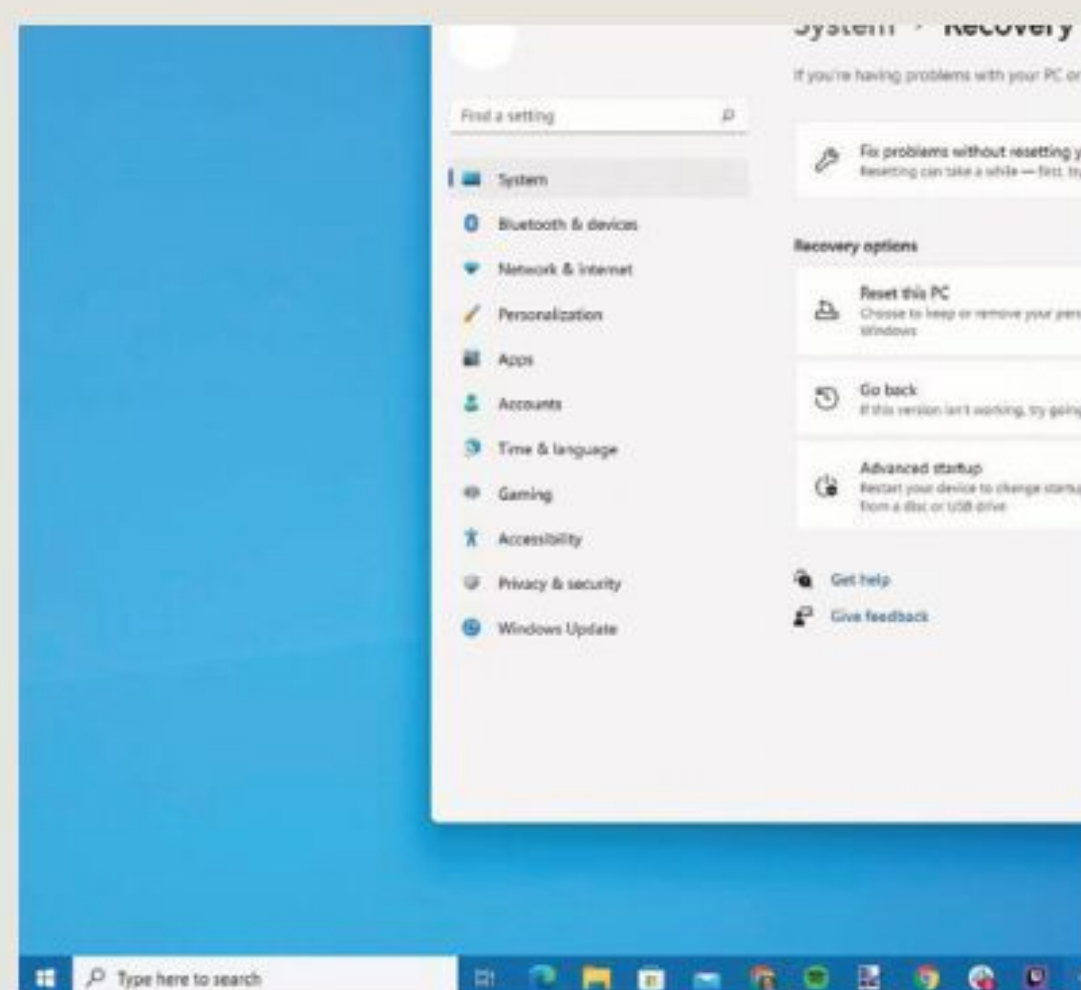 System > Recovery
If you're having problems with your PC or
Find a setting
Fix problems without resetting y
Resetting can take a while — first, try
System
Bluetooth & devices
Network & internet
Personalization
Apps
Accounts
Time & language
Gaming
Accessibility
Privacy & security
Windows Update
Recovery options
Reset this PC
Choose to keep or remove your pers
Windows
Go back
If this version isn't working, try going
Advanced startup
Restart your device to change startup
from a disc or USB drive
Get help
Give feedback
Type here to search